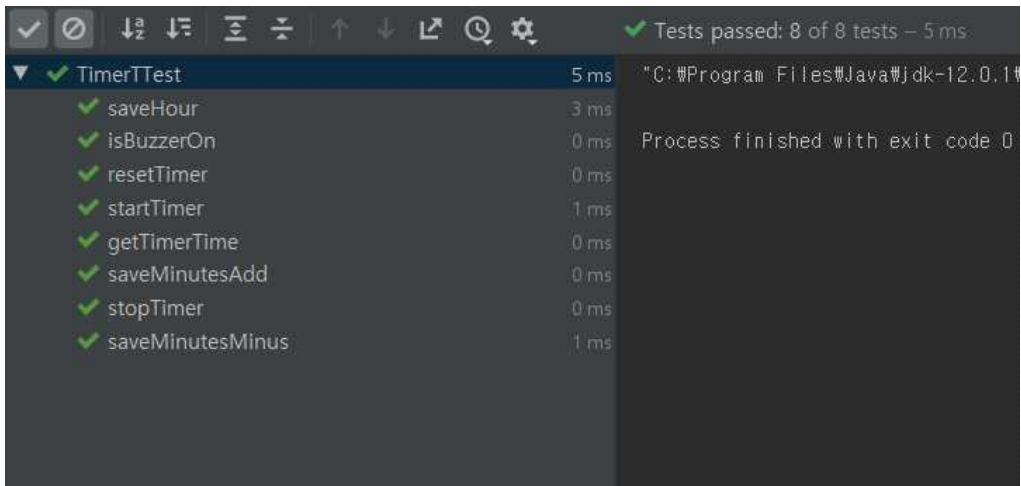 Tests passed: 8 of 8 tests – 5 ms
TimerTTest 5 ms
saveHour 3 ms
isBuzzerOn 0 ms
resetTimer 0 ms
startTimer 1 ms
getTimerTime 0 ms
saveMinutesAdd 0 ms
stopTimer 0 ms
saveMinutesMinus 1 ms
"C:₩Program Files₩Java₩jdk-12.0.1₩
Process finished with exit code 0